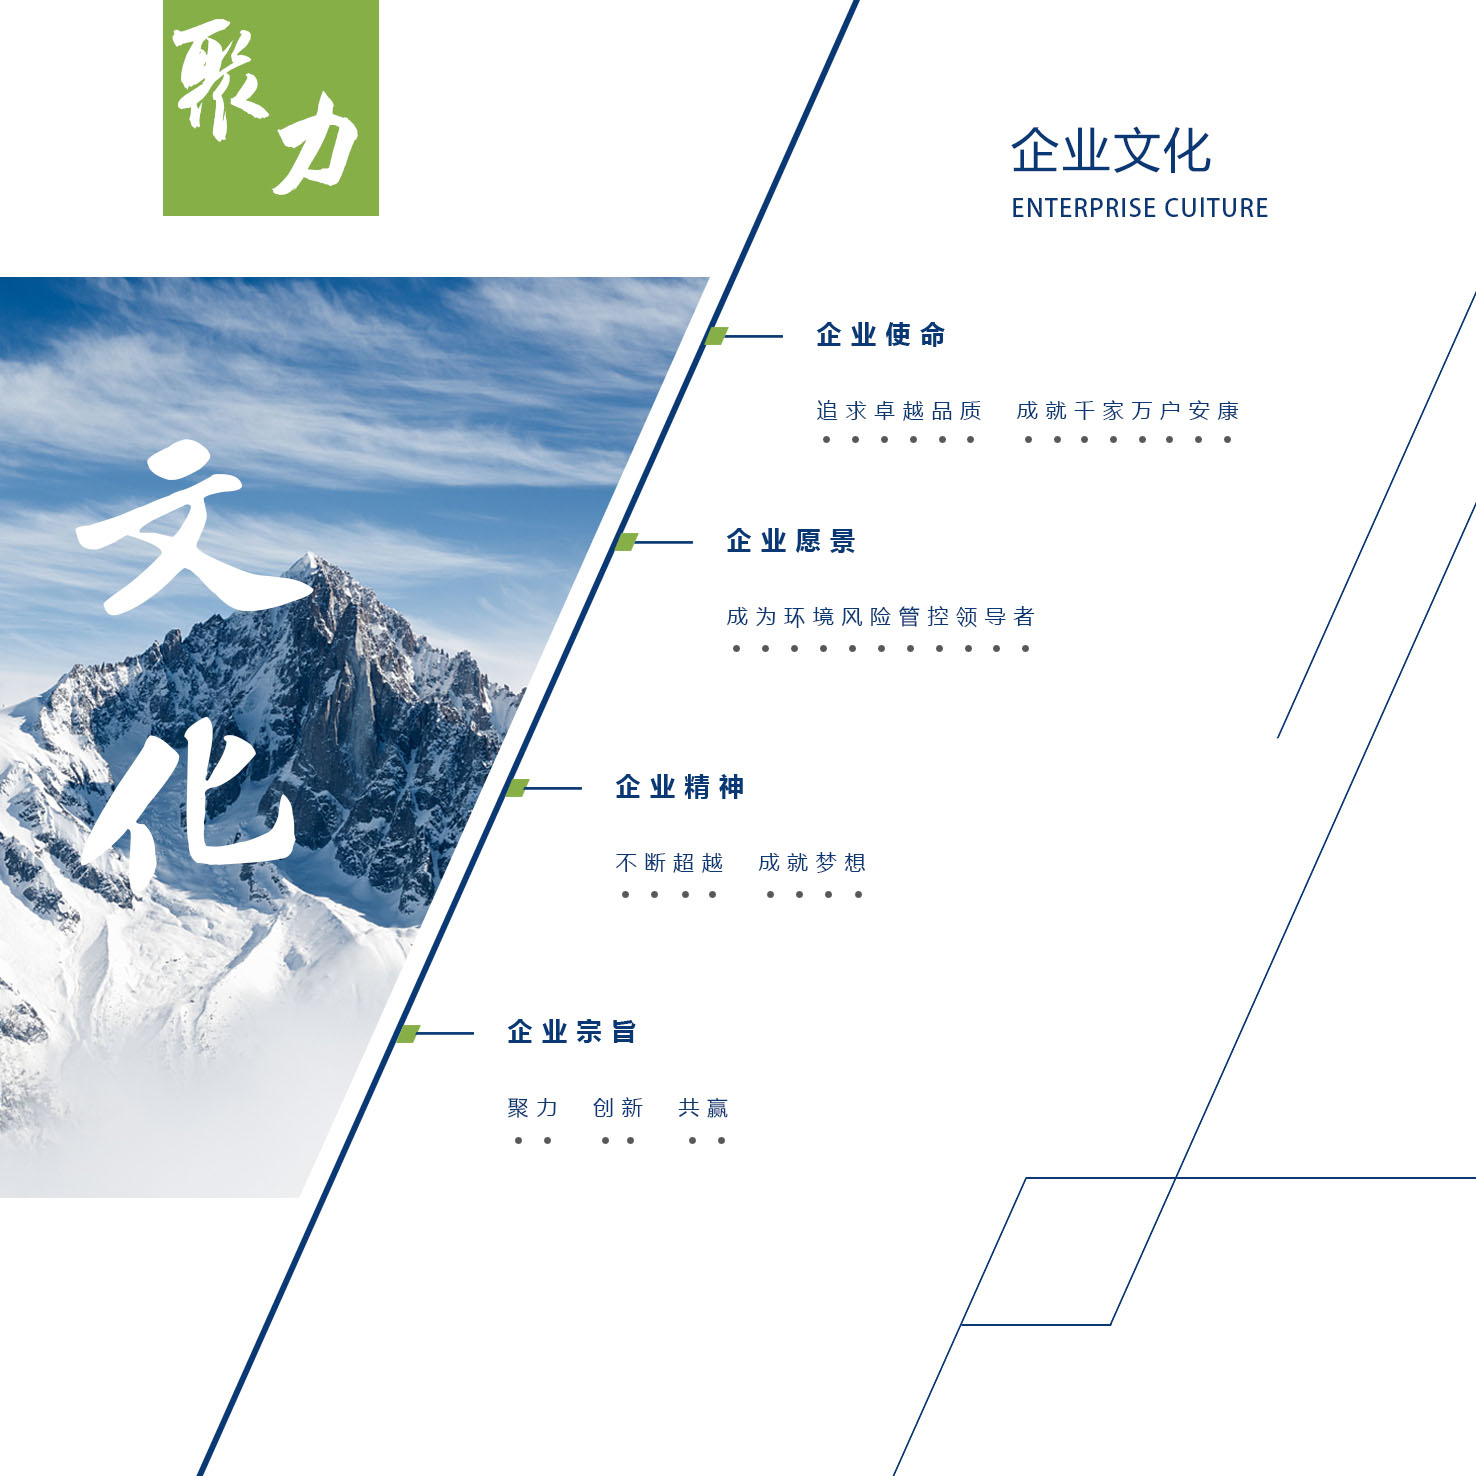 聚力
企业文化
ENTERPRISE CUlTURE
文化
企业使命
追求卓越品质 成就千家万户安康
企业愿景
成为环境风险管控领导者
企业精神
不断超越 成就梦想
企业宗旨
聚力 创新 共赢